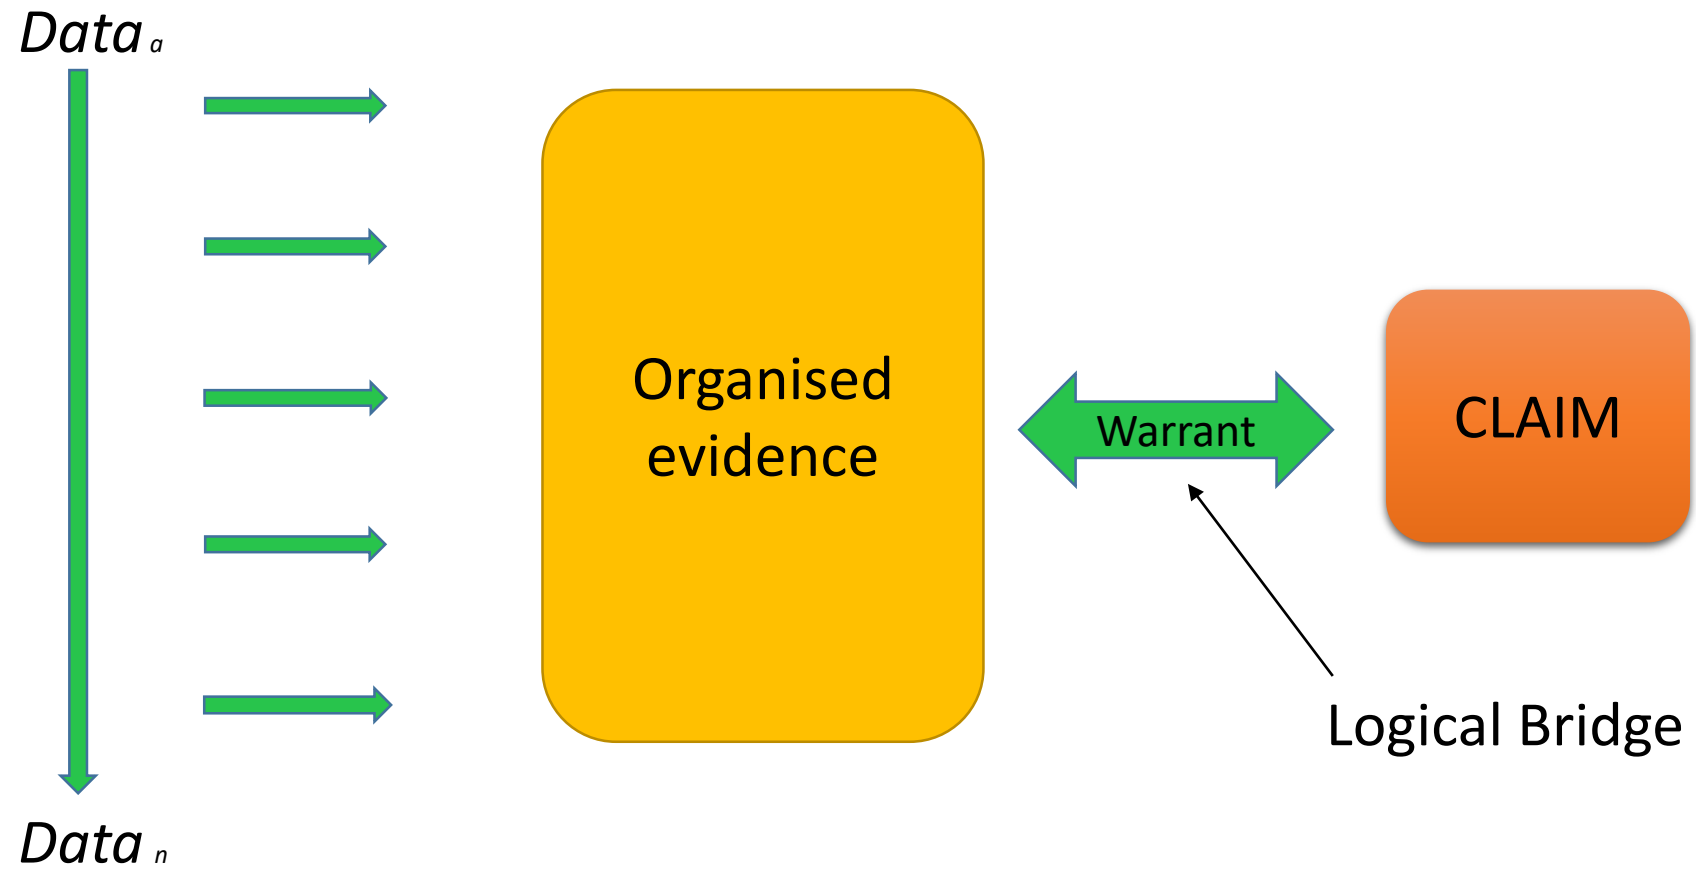 Data a
Organised
evidence
Warrant
CLAIM
Logical Bridge
Data n